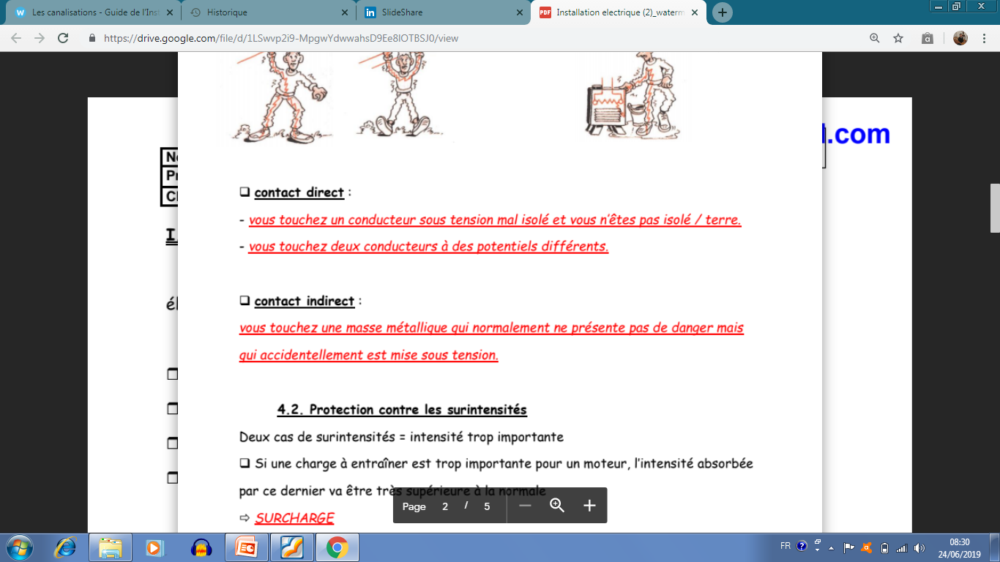 Les canalisations - Guide de l'Inst
Historique
SlideShare
Installation electrique (2)_waterm
https://drive.google.com/file/d/1LSwvp2i9-MpgwYdwwahsD9Ee8lOTBSJ0/view
.com
❑ contact direct :
- vous touchez un conducteur sous tension mal isolé et vous n'êtes pas isolé / terre.
- vous touchez deux conducteurs à des potentiels différents.
❑ contact indirect :
vous touchez une masse métallique qui normalement ne présente pas de danger mais
qui accidentellement est mise sous tension.
4.2. Protection contre les surintensités
Deux cas de surintensités = intensité trop importante
❑ Si une charge à entraîner est trop importante pour un moteur, l'intensité absorbée
par ce dernier va être très supérieure à la normale
⇨ SURCHARGE
Page 2 / 5
FR
08:30
24/06/2019